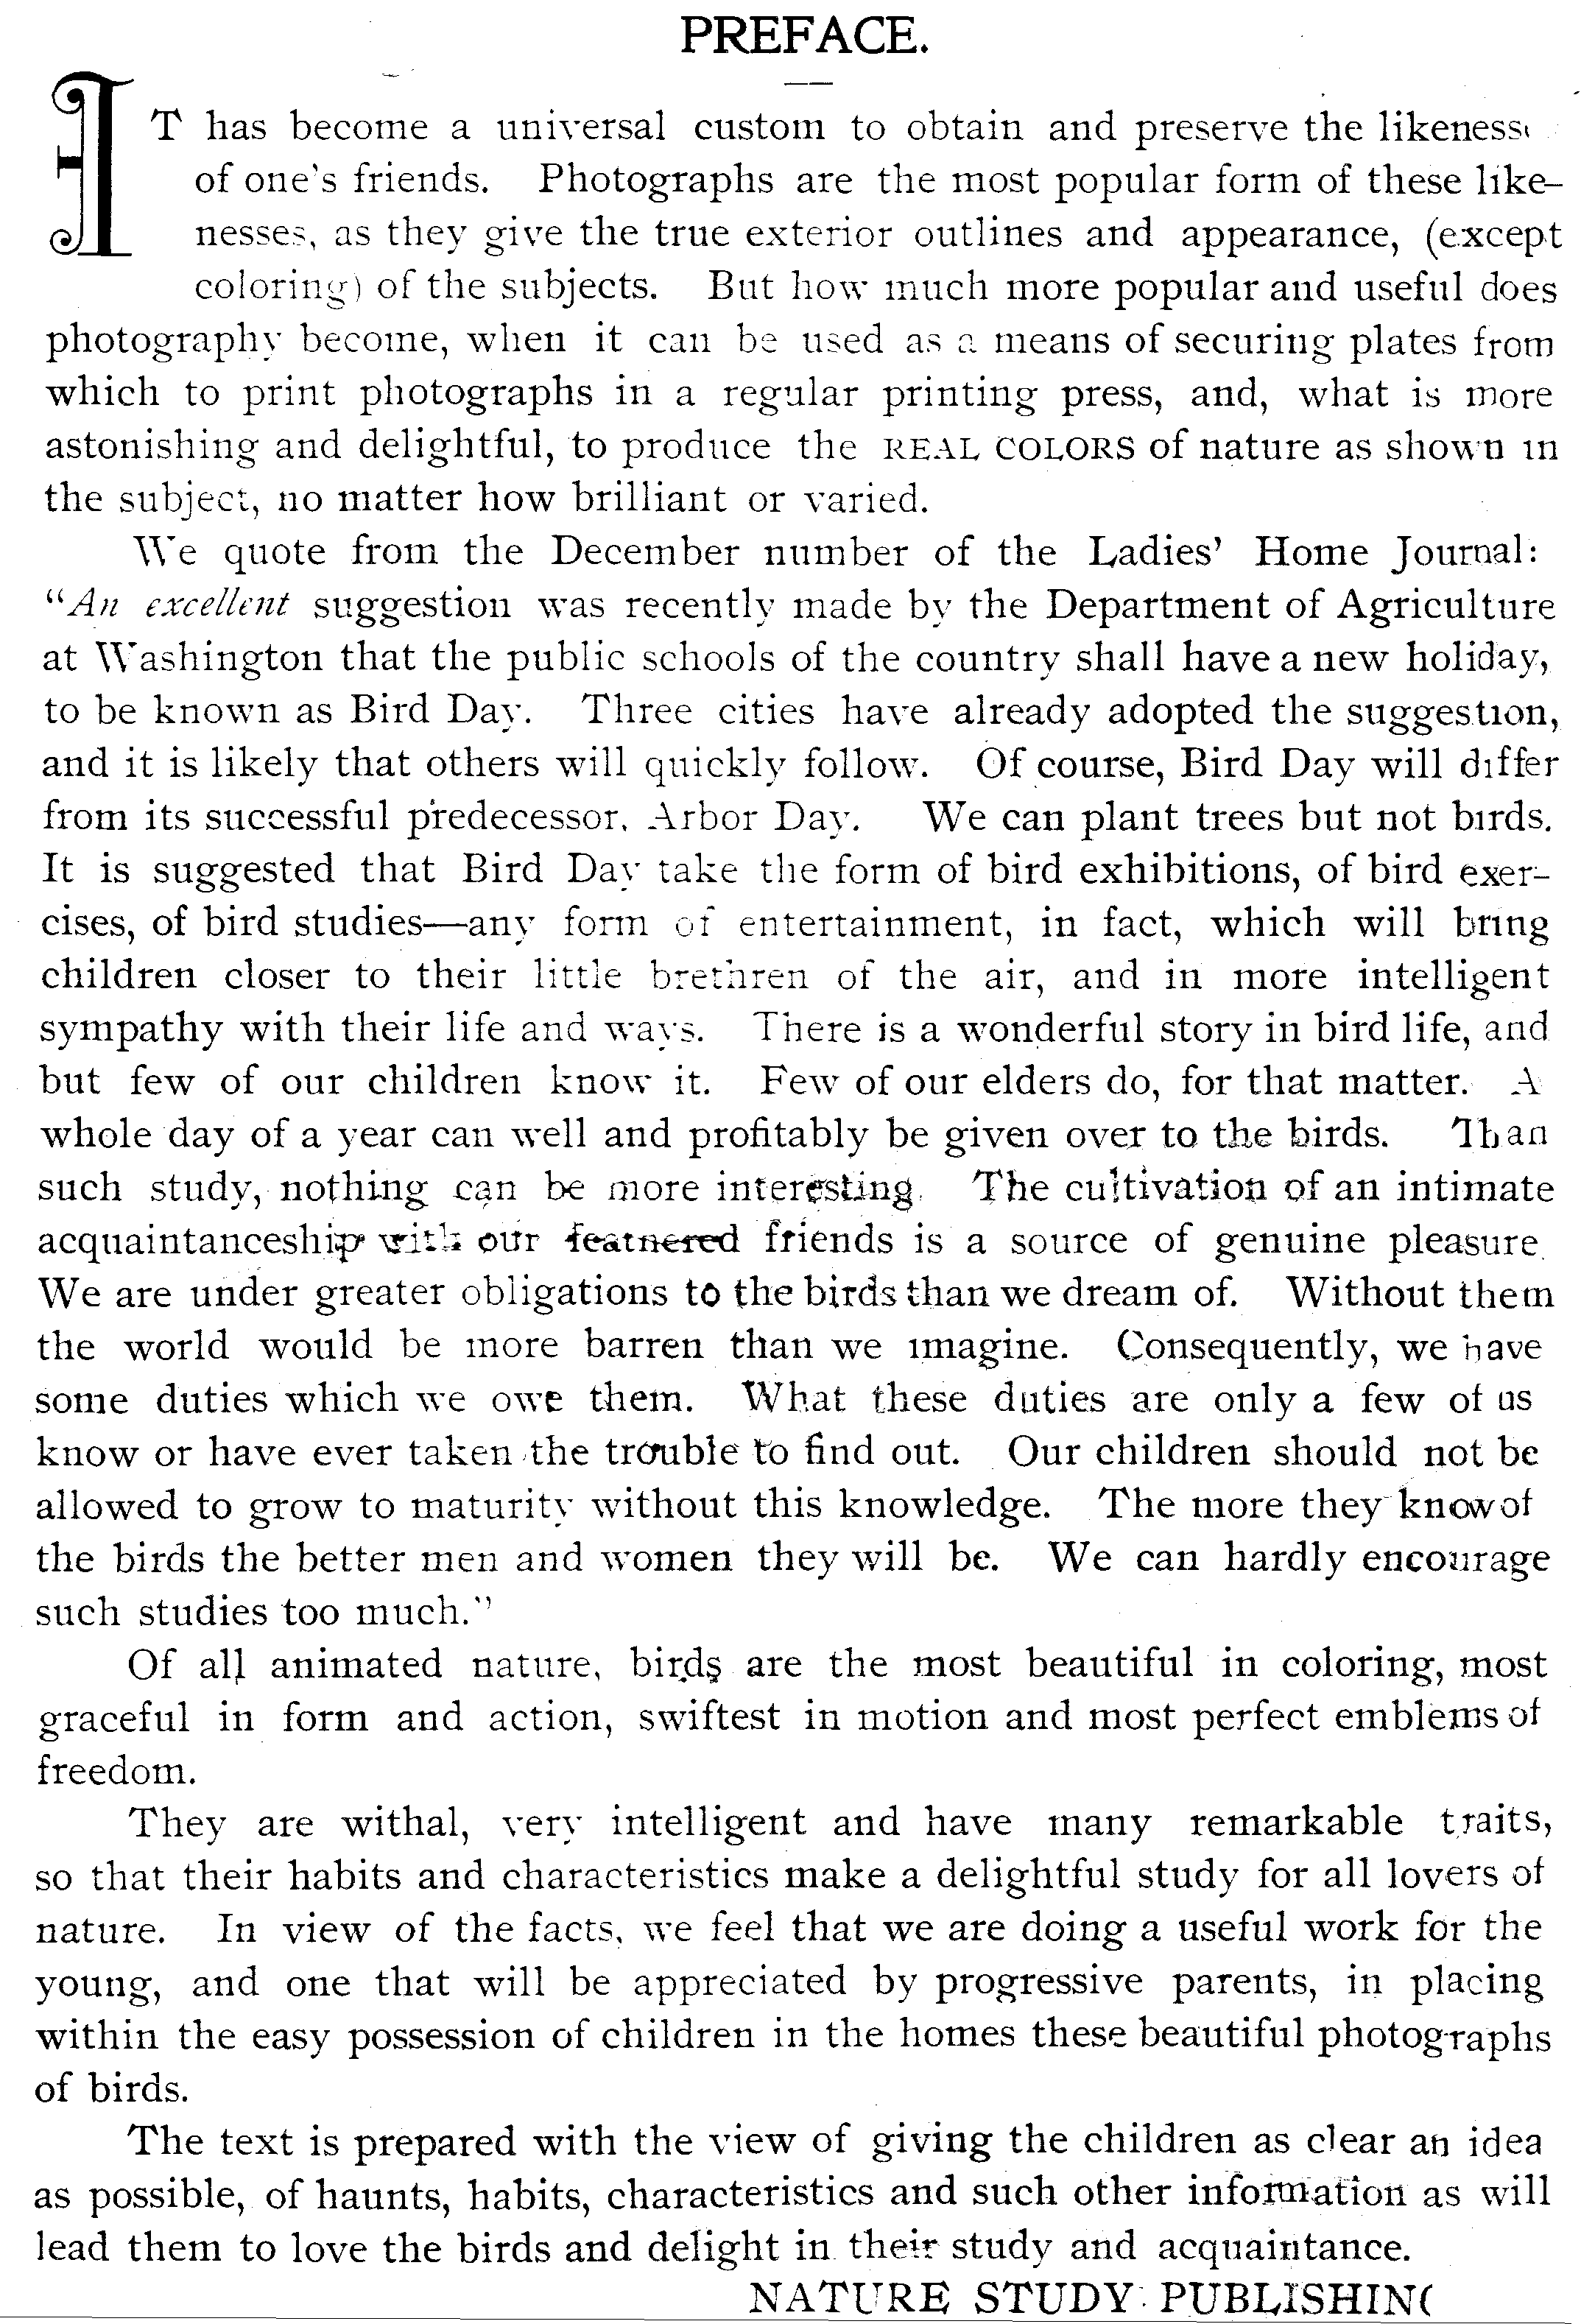 PREFACE.
IT has become a universal custom to obtain and preserve the likeness
of one's friends. Photographs are the most popular form of these like-
nesses, as they give the true exterior outlines and appearance, (except
coloring) of the subjects. But how much more popular and useful does
photography become, when it can be used as a means of securing plates from
which to print photographs in a regular printing press, and, what is more
astonishing and delightful, to produce the REAL COLORS of nature as shown in
the subject, no matter how brilliant or varied.
We quote from the December number of the Ladies' Home Journal:
"An excellent suggestion was recently made by the Department of Agriculture
at Washington that the public schools of the country shall have a new holiday,
to be known as Bird Day. Three cities have already adopted the suggestion,
and it is likely that others will quickly follow. Of course, Bird Day will differ
from its successful predecessor, Arbor Day. We can plant trees but not birds.
It is suggested that Bird Day take the form of bird exhibitions, of bird exer-
cises, of bird studies—any form of entertainment, in fact, which will bring
children closer to their little brethren of the air, and in more intelligent
sympathy with their life and ways. There is a wonderful story in bird life, and
but few of our children know it. Few of our elders do, for that matter. A
whole day of a year can well and profitably be given over to the birds. Than
such study, nothing can be more interesting. The cultivation of an intimate
acquaintanceship with our feathered friends is a source of genuine pleasure.
We are under greater obligations to the birds than we dream of. Without them
the world would be more barren than we imagine. Consequently, we have
some duties which we owe them. What these duties are only a few of us
know or have ever taken the trouble to find out. Our children should not be
allowed to grow to maturity without this knowledge. The more they know of
the birds the better men and women they will be. We can hardly encourage
such studies too much."
Of all animated nature, birds are the most beautiful in coloring, most
graceful in form and action, swiftest in motion and most perfect emblems of
freedom.
They are withal, very intelligent and have many remarkable traits,
so that their habits and characteristics make a delightful study for all lovers of
nature. In view of the facts, we feel that we are doing a useful work for the
young, and one that will be appreciated by progressive parents, in placing
within the easy possession of children in the homes these beautiful photographs
of birds.
The text is prepared with the view of giving the children as clear an idea
as possible, of haunts, habits, characteristics and such other information as will
lead them to love the birds and delight in their study and acquaintance.
NATURE STUDY PUBLISHIN